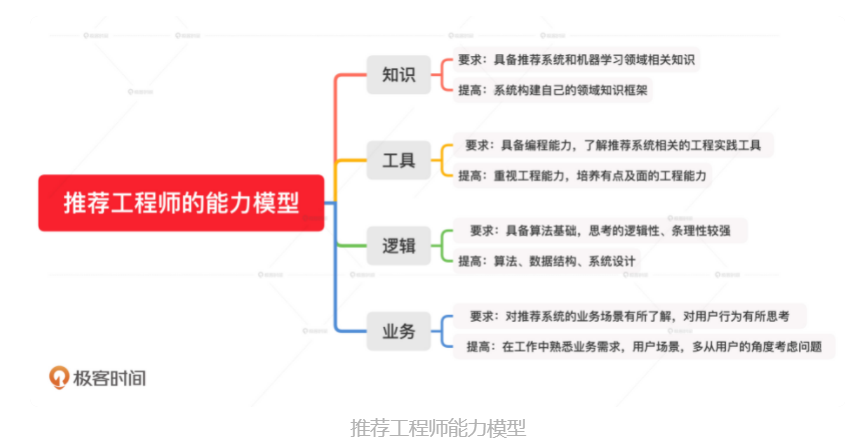 推荐工程师的能力模型
知识
要求：具备推荐系统和机器学习领域相关知识
提高：系统构建自己的领域知识框架
工具
要求：具备编程能力，了解推荐系统相关的工程实践工具
提高：重视工程能力，培养有点及面的工程能力
逻辑
要求：具备算法基础，思考的逻辑性、条理性较强
提高：算法、数据结构、系统设计
业务
要求：对推荐系统的业务场景有所了解，对用户行为有所思考
提高：在工作中熟悉业务需求，用户场景，多从用户的角度考虑问题
极客时间
推荐工程师能力模型